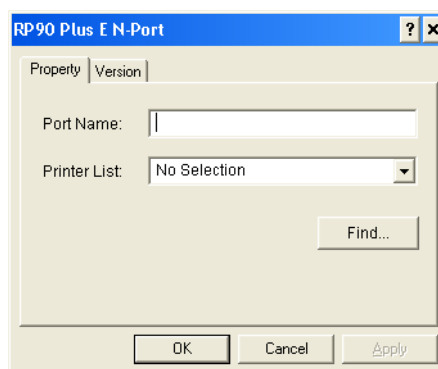 RP90 Plus E N-Port
Property Version
Port Name:
Printer List: No Selection
Find...
OK Cancel Apply